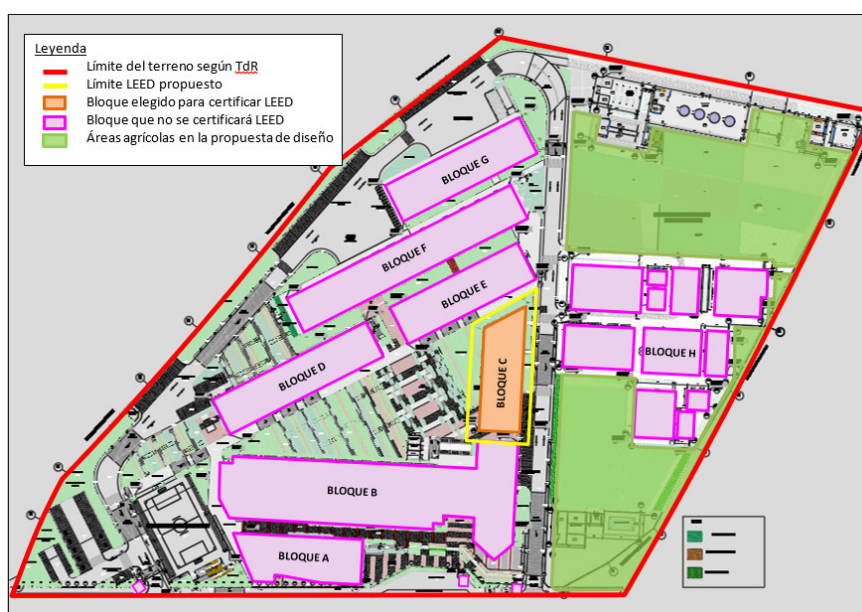 Leyenda
Límite del terreno según TdR
Límite LEED propuesto
Bloque elegido para certificar LEED
Bloque que no se certificará LEED
Áreas agrícolas en la propuesta de diseño
BLOQUE G
BLOQUE F
BLOQUE E
BLOQUE D
BLOQUE C
BLOQUE H
BLOQUE B
BLOQUE A